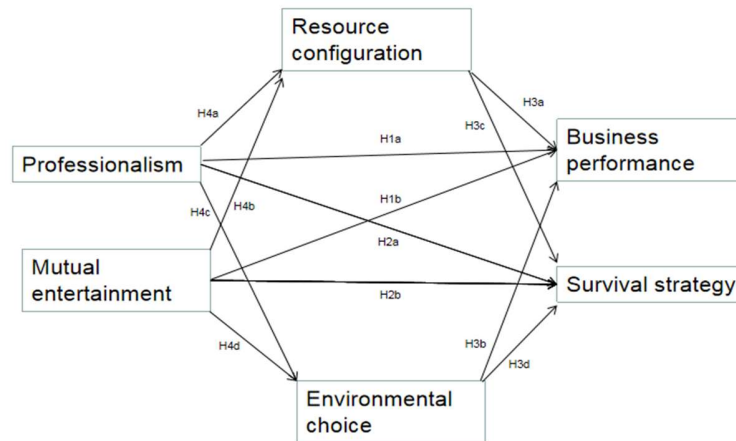 Resource
configuration
H4a
H3a
H3c
H1a
Business
performance
Professionalism
H4b
H1b
H4c
H2a
Mutual
entertainment
Survival strategy
H2b
H3b
H4d
H3d
Environmental
choice